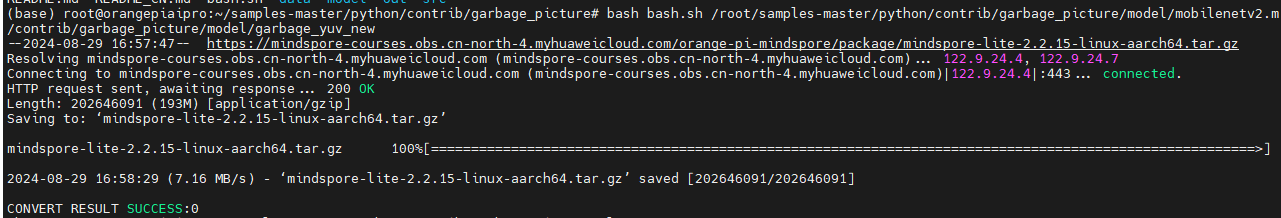 (base) root@orangepiaipro:~/samples-master/python/contrib/garbage_picture# bash bash.sh /root/samples-master/python/contrib/garbage_picture/model/mobilenetv2.m
/contrib/garbage_picture/model/garbage_yuv_new
--2024-08-29 16:57:47--  https://mindspore-courses.obs.cn-north-4.myhuaweicloud.com/orange-pi-mindspore/package/mindspore-lite-2.2.15-linux-aarch64.tar.gz
Resolving mindspore-courses.obs.cn-north-4.myhuaweicloud.com (mindspore-courses.obs.cn-north-4.myhuaweicloud.com)... 122.9.24.4, 122.9.24.7
Connecting to mindspore-courses.obs.cn-north-4.myhuaweicloud.com (mindspore-courses.obs.cn-north-4.myhuaweicloud.com)|122.9.24.4|:443... connected.
HTTP request sent, awaiting response... 200 OK
Length: 202646091 (193M) [application/gzip]
Saving to: ‘mindspore-lite-2.2.15-linux-aarch64.tar.gz’
mindspore-lite-2.2.15-linux-aarch64.tar.gz      100%[=======================================================================================================>]
2024-08-29 16:58:29 (7.16 MB/s) - ‘mindspore-lite-2.2.15-linux-aarch64.tar.gz’ saved [202646091/202646091]
CONVERT RESULT SUCCESS:0